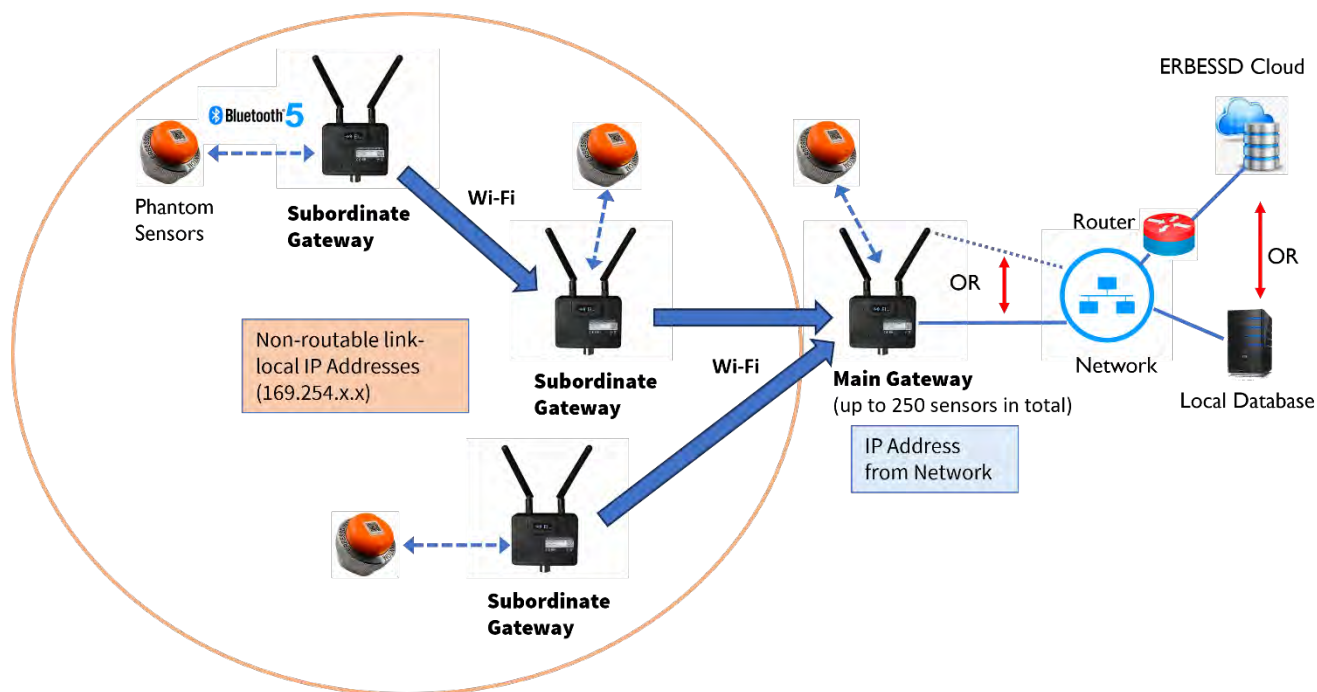 ERBESSD Cloud
Bluetooth 5
Phantom
Sensors
Subordinate
Gateway
Wi-Fi
Router
OR
OR
Non-routable link-
local IP Addresses
(169.254.x.x)
Subordinate
Gateway
Wi-Fi
Main Gateway
(up to 250 sensors in total)
Network
Local Database
IP Address
from Network
Subordinate
Gateway